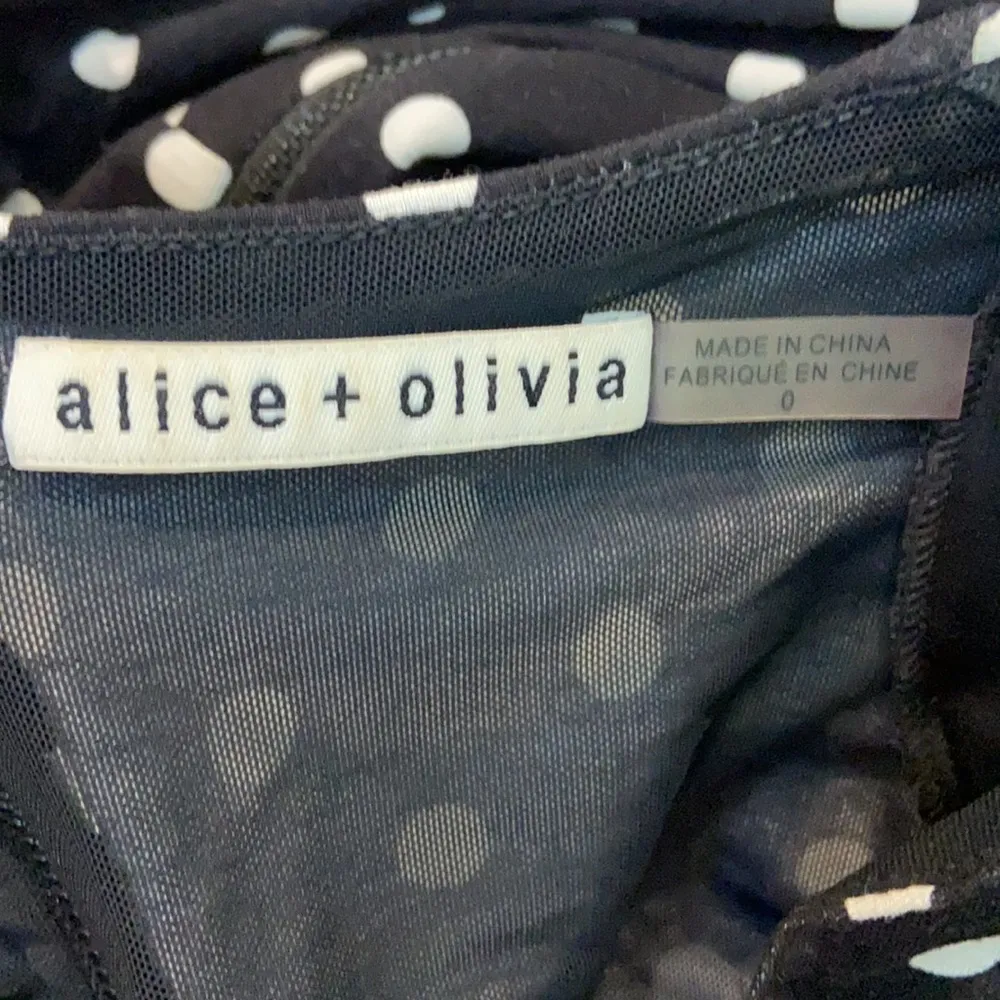 alice + olivia
MADE IN CHINA
FABRIQUÉ EN CHINE
0